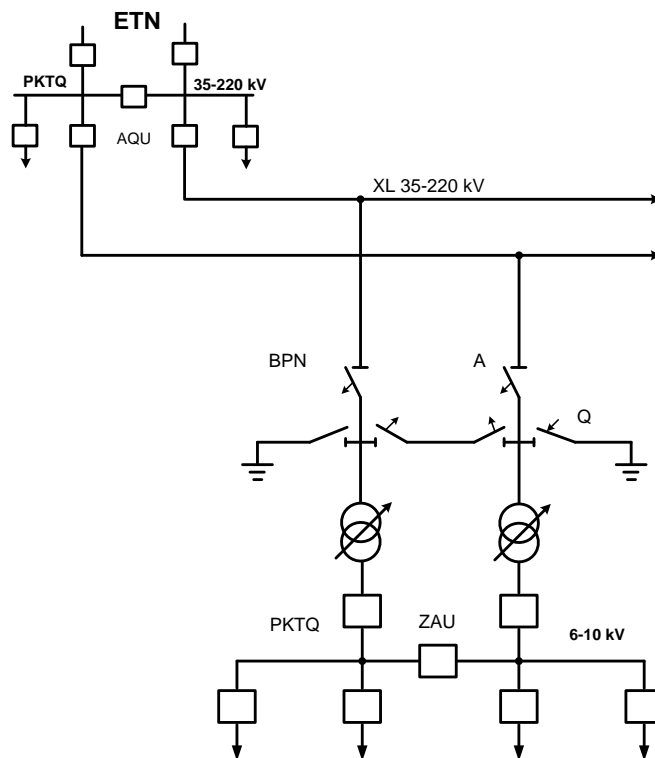 ETN
PKTQ
35-220 kV
AQU
XL 35-220 kV
BPN
A
Q
PKTQ
ZAU
6-10 kV